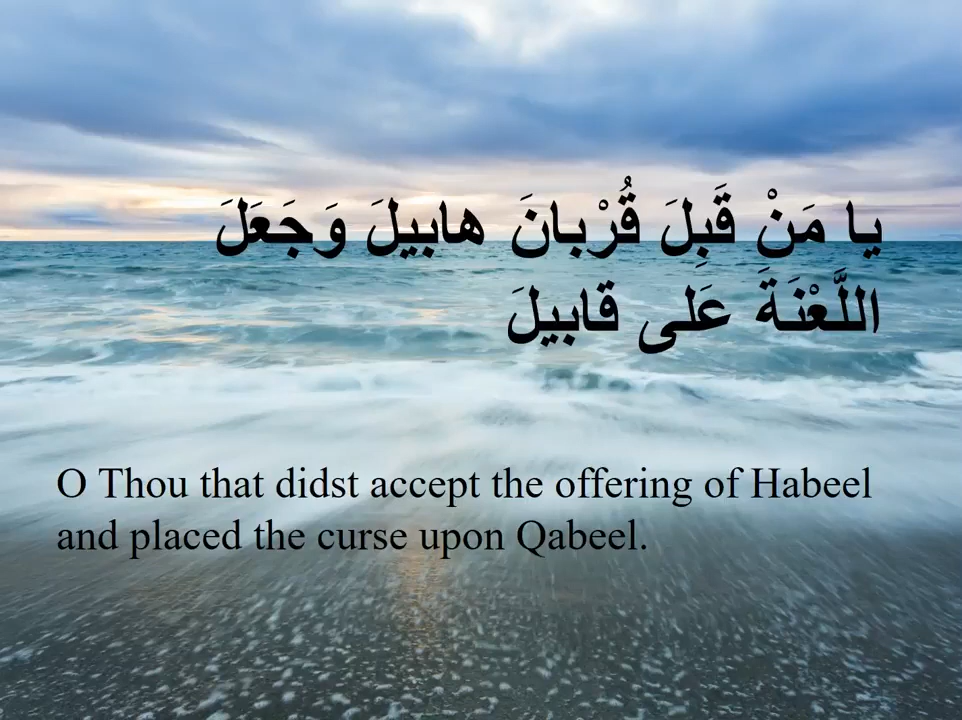 يا مَنْ قَبِلَ قُرْبانَ هابيلَ وَجَعَلَ
اللَّعْنَةَ عَلى قابيلَ
O Thou that didst accept the offering of Habeel
and placed the curse upon Qabeel.